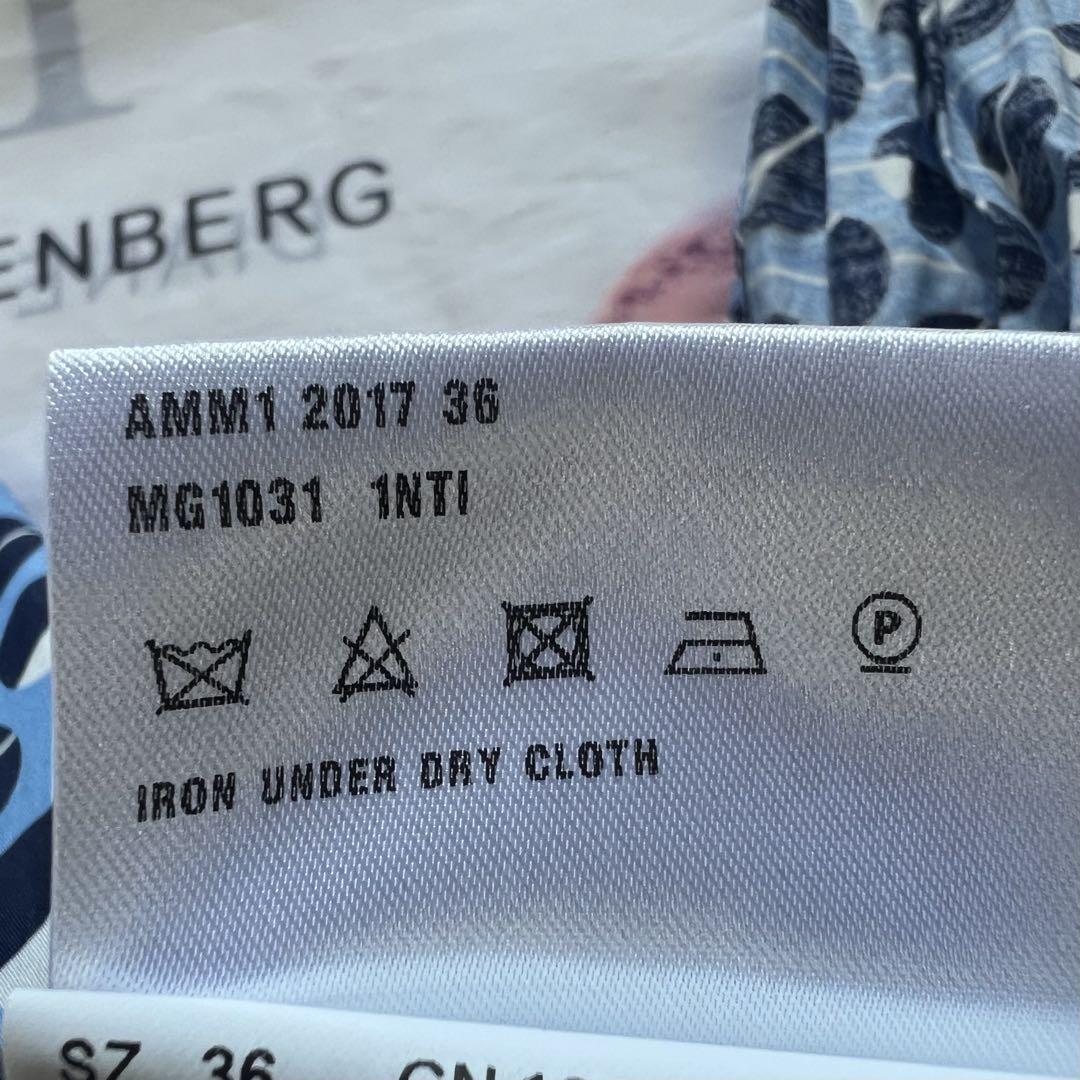 ENBERG
AMM1 2017 36
MG1031 1NTI
P
IRON UNDER DRY CLOTH
SZ 36